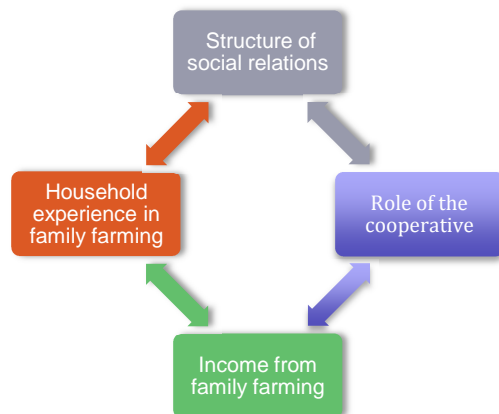 Structure of
social relations
Household
experience in
family farming
Role of the
cooperative
Income from
family farming